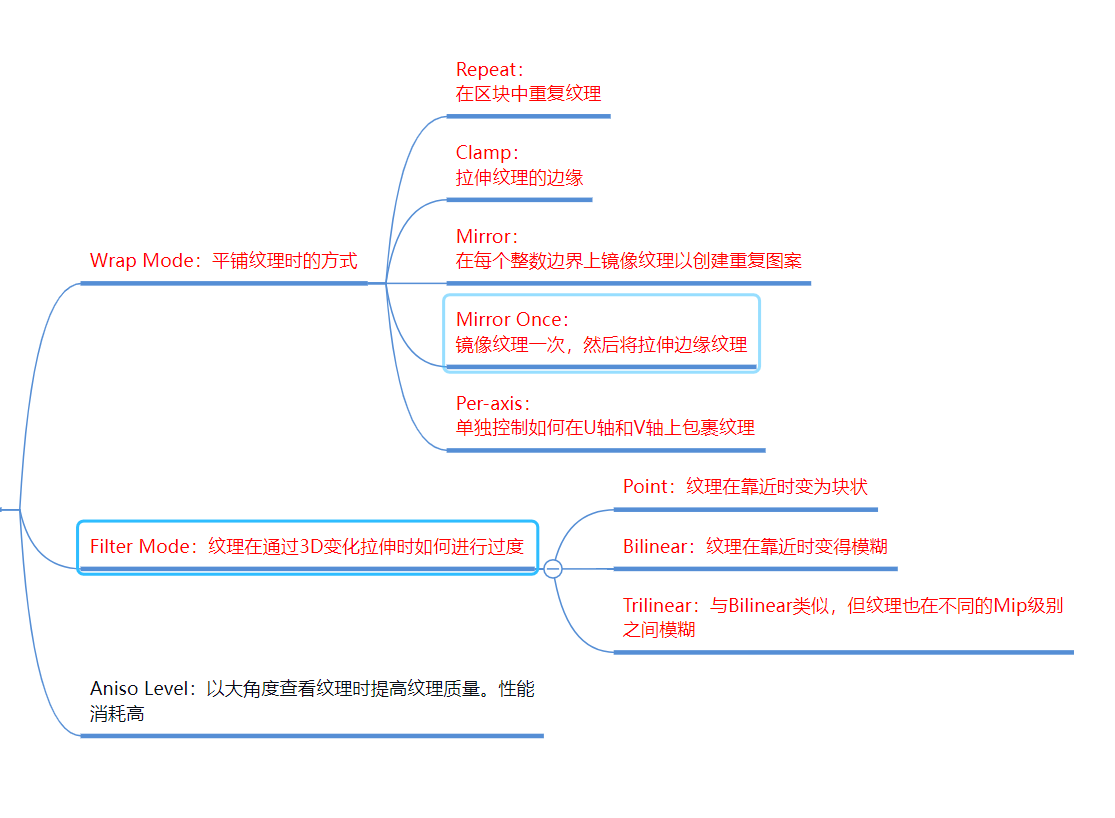 Repeat：
在区块中重复纹理
Clamp：
拉伸纹理的边缘
Wrap Mode：平铺纹理时的方式
Mirror：
在每个整数边界上镜像纹理以创建重复图案
Mirror Once：
镜像纹理一次，然后将拉伸边缘纹理
Per-axis：
单独控制如何在U轴和V轴上包裹纹理
Filter Mode：纹理在通过3D变化拉伸时如何进行过度
Point：纹理在靠近时变为块状
Bilinear：纹理在靠近时变得模糊
Trilinear：与Bilinear类似，但纹理也在不同的Mip级别
之间模糊
Aniso Level：以大角度查看纹理时提高纹理质量。性能
消耗高